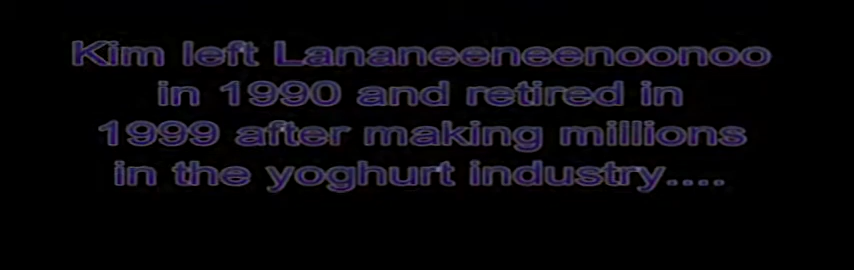 Kim left Lananeeneenoonoo
in 1990 and retired in
1999 after making millions
in the yoghurt industry....